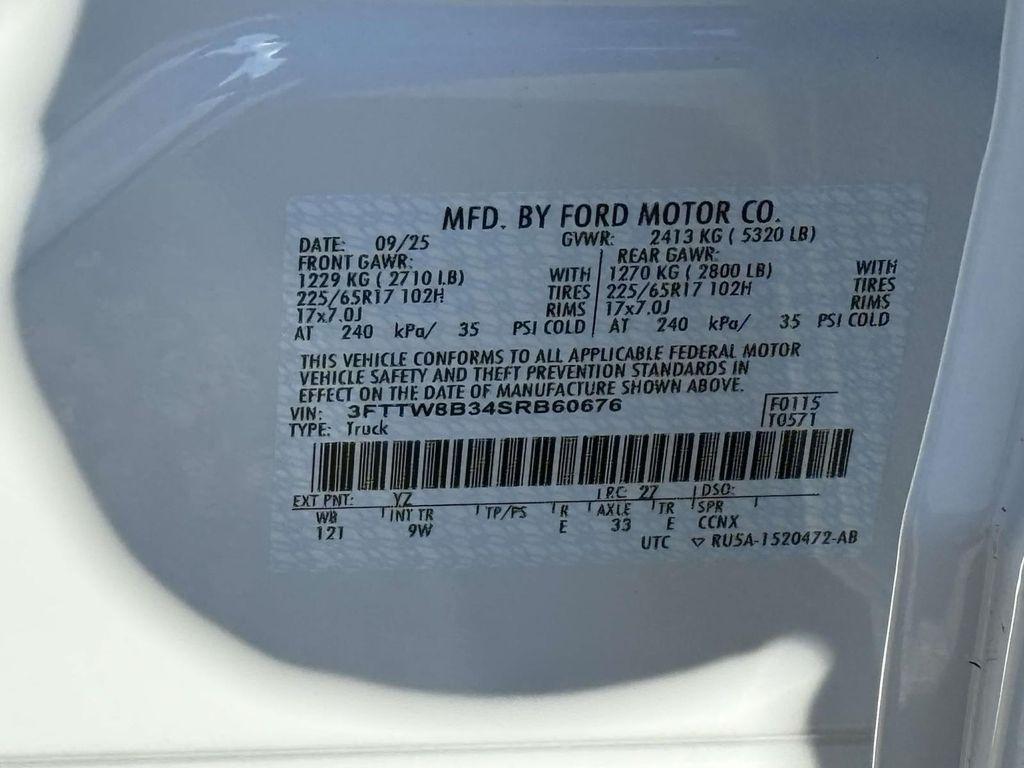 MFD. BY FORD MOTOR CO.
DATE: 09/25 GVWR: 2413 KG ( 5320 LB)
FRONT GAWR: REAR GAWR:
1229 KG ( 2710 LB) WITH 1270 KG ( 2800 LB) WITH
225/65R17 102H TIRES 225/65R17 102H TIRES
17x7.0J RIMS 17x7.0J RIMS
AT 240 kPa/ 35 PSI COLD AT 240 kPa/ 35 PSI COLD
THIS VEHICLE CONFORMS TO ALL APPLICABLE FEDERAL MOTOR
VEHICLE SAFETY AND THEFT PREVENTION STANDARDS IN
EFFECT ON THE DATE OF MANUFACTURE SHOWN ABOVE.
VIN: 3FTTW8B34SRB60676 F0115
TYPE: Truck T0571
EXT PNT: YZ RC: 27 DSO:
WB INT TR TP/PS R AXLE TR SPR
121 9W E 33 E CCNX
UTC ▽ RU5A-1520472-AB